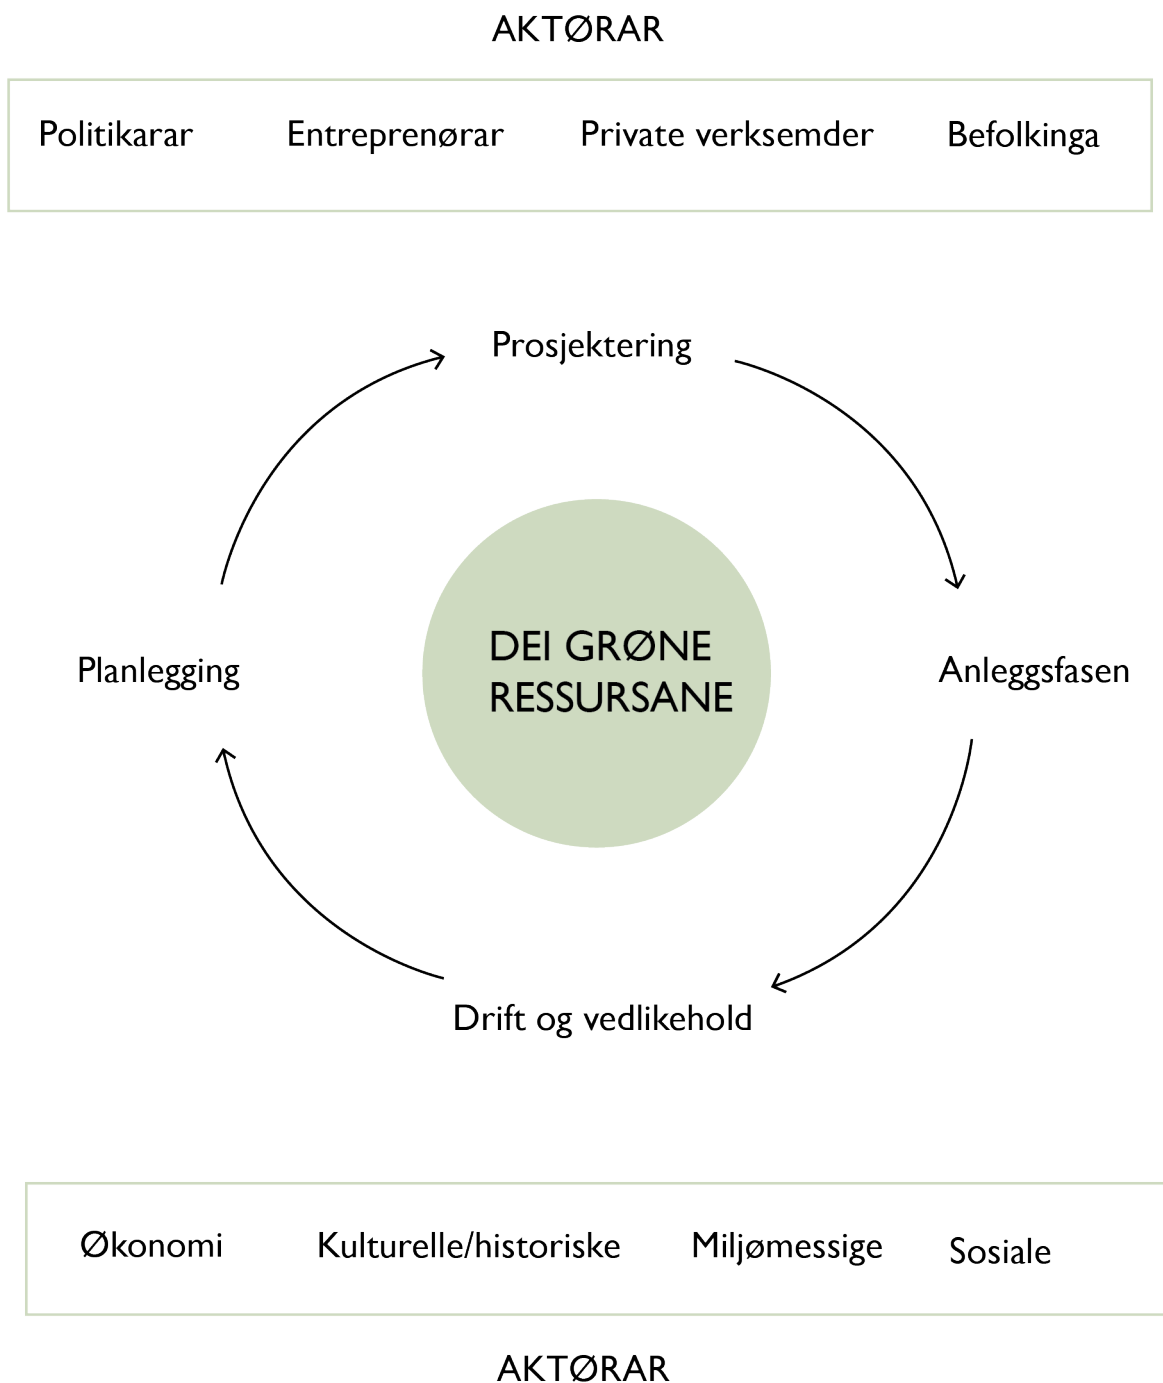 AKTØRAR
Politikarar Entreprenørar Private verksemder Befolkinga
Prosjektering
DEI GRØNE
RESSURSANE
Planlegging
Anleggsfasen
Drift og vedlikehold
Økonomi Kulturelle/historiske Miljømessige Sosiale
AKTØRAR